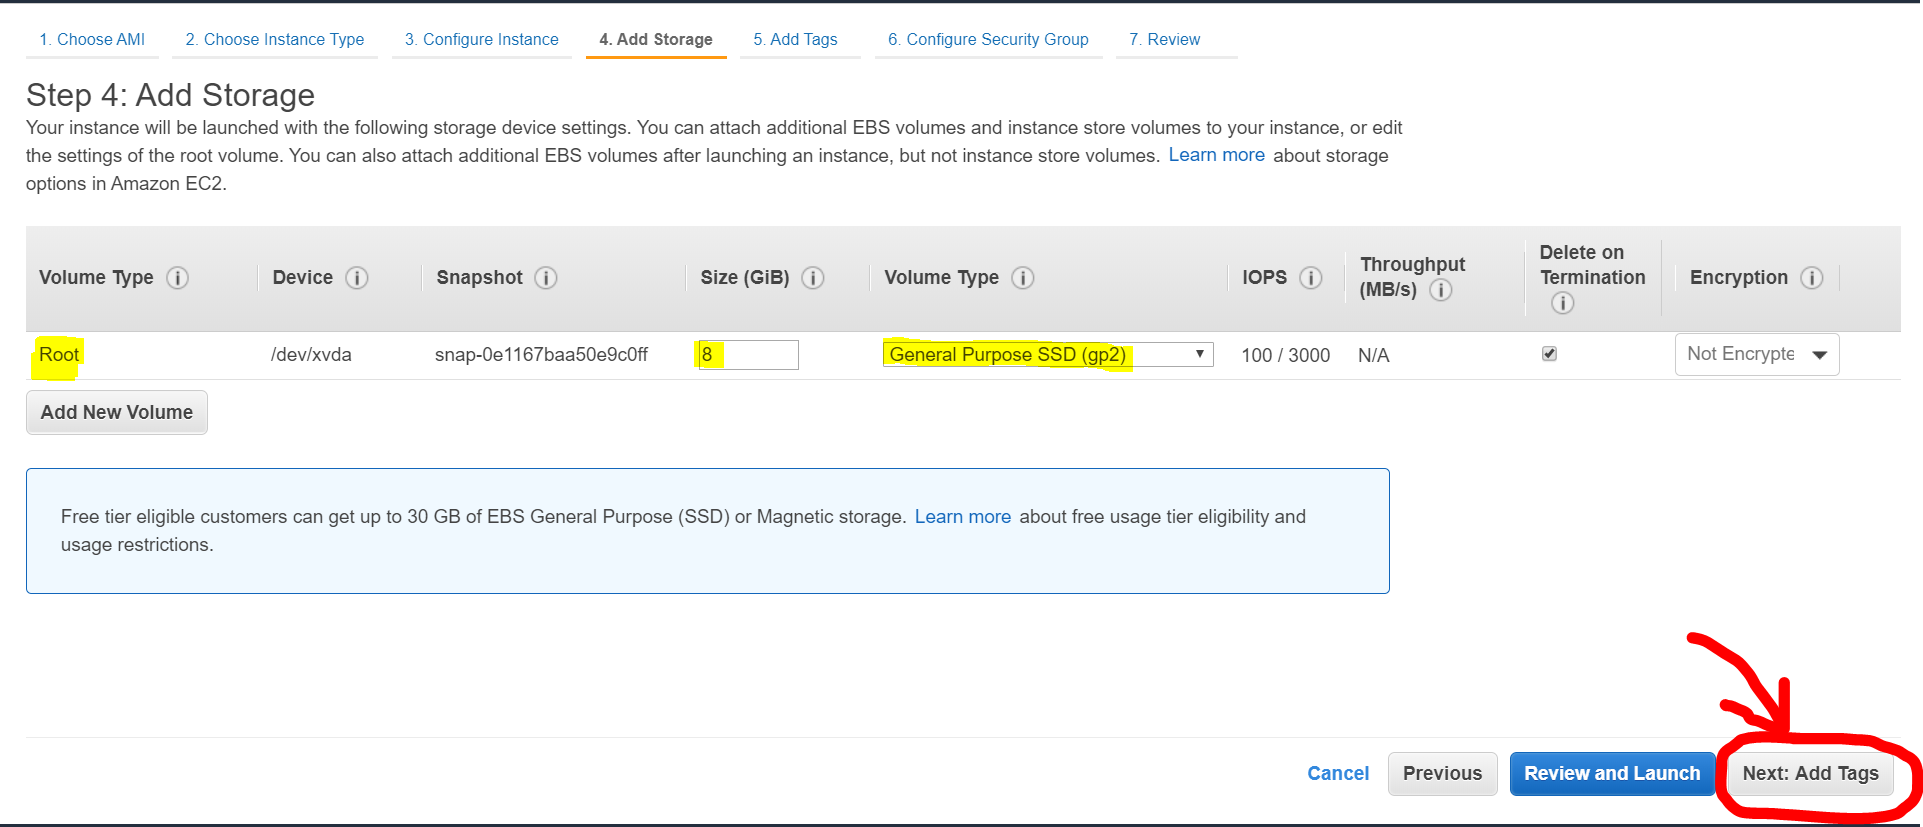 1. Choose AMI 2. Choose Instance Type 3. Configure Instance 4. Add Storage 5. Add Tags 6. Configure Security Group 7. Review
Step 4: Add Storage
Your instance will be launched with the following storage device settings. You can attach additional EBS volumes and instance store volumes to your instance, or edit
the settings of the root volume. You can also attach additional EBS volumes after launching an instance, but not instance store volumes. Learn more about storage
options in Amazon EC2.
Volume Type i Device i Snapshot i Size (GiB) i Volume Type i IOPS i Throughput (MB/s) i Delete on Termination i Encryption i
Root /dev/xvda snap-0e1167baa50e9c0ff 8 General Purpose SSD (gp2) 100 / 3000 N/A Not Encrypte
Add New Volume
Free tier eligible customers can get up to 30 GB of EBS General Purpose (SSD) or Magnetic storage. Learn more about free usage tier eligibility and
usage restrictions.
Cancel Previous Review and Launch Next: Add Tags